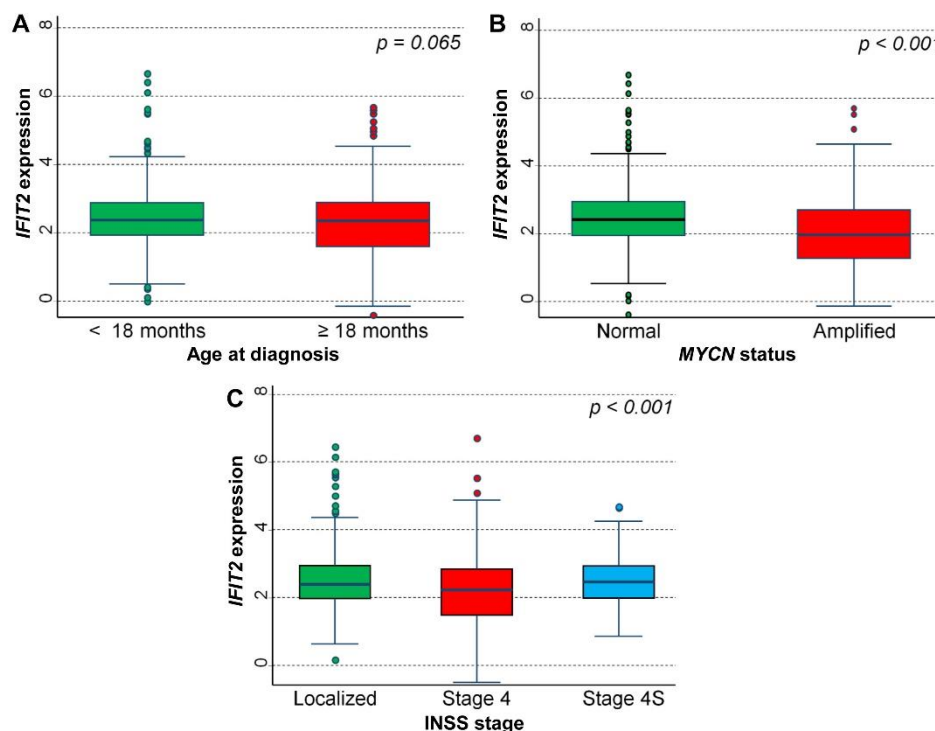 A
p = 0.065
IFIT2 expression
8
6
4
2
0
< 18 months
≥ 18 months
Age at diagnosis
B
p < 0.001
IFIT2 expression
8
6
4
2
0
Normal
Amplified
MYCN status
C
p < 0.001
IFIT2 expression
8
6
4
2
0
Localized
Stage 4
Stage 4S
INSS stage